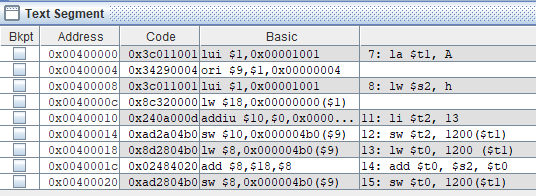 Text Segment
Bkpt Address Code Basic
0x00400000 0x3c011001 lui $1,0x00001001 7: la $t1, A
0x00400004 0x34290004 ori $9,$1,0x00000004
0x00400008 0x3c011001 lui $1,0x00001001 8: lw $s2, h
0x0040000c 0x8c320000 lw $18,0x00000000($1)
0x00400010 0x240a000d addiu $10,$0,0x0000... 11: li $t2, 13
0x00400014 0xad2a04b0 sw $10,0x000004b0($9) 12: sw $t2, 1200($t1)
0x00400018 0x8d2804b0 lw $8,0x000004b0($9) 13: lw $t0, 1200 ($t1)
0x0040001c 0x02484020 add $8,$18,$8 14: add $t0, $s2, $t0
0x00400020 0xad2804b0 sw $8,0x000004b0($9) 15: sw $t0, 1200($t1)